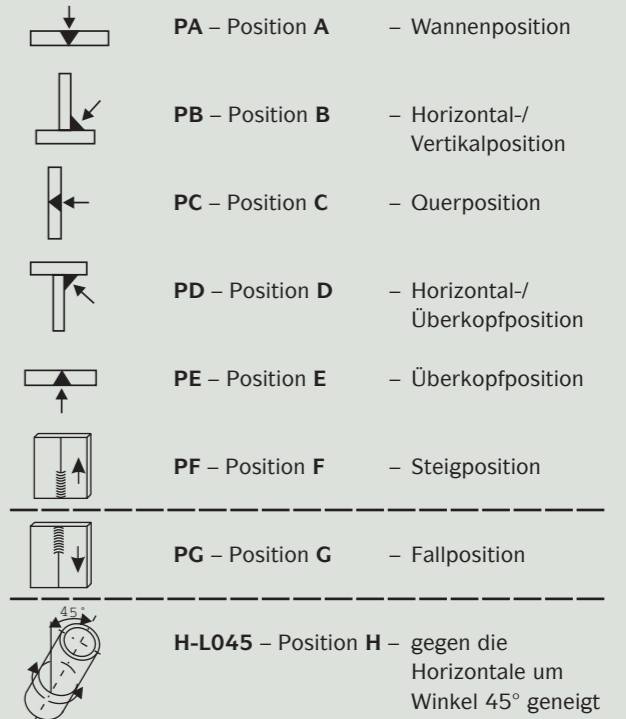 PA – Position A – Wannenposition
PB – Position B – Horizontal-/
Vertikalposition
PC – Position C – Querposition
PD – Position D – Horizontal-/
Überkopfposition
PE – Position E – Überkopfposition
PF – Position F – Steigposition
PG – Position G – Fallposition
45°
H-L045 – Position H – gegen die
Horizontale um
Winkel 45° geneigt